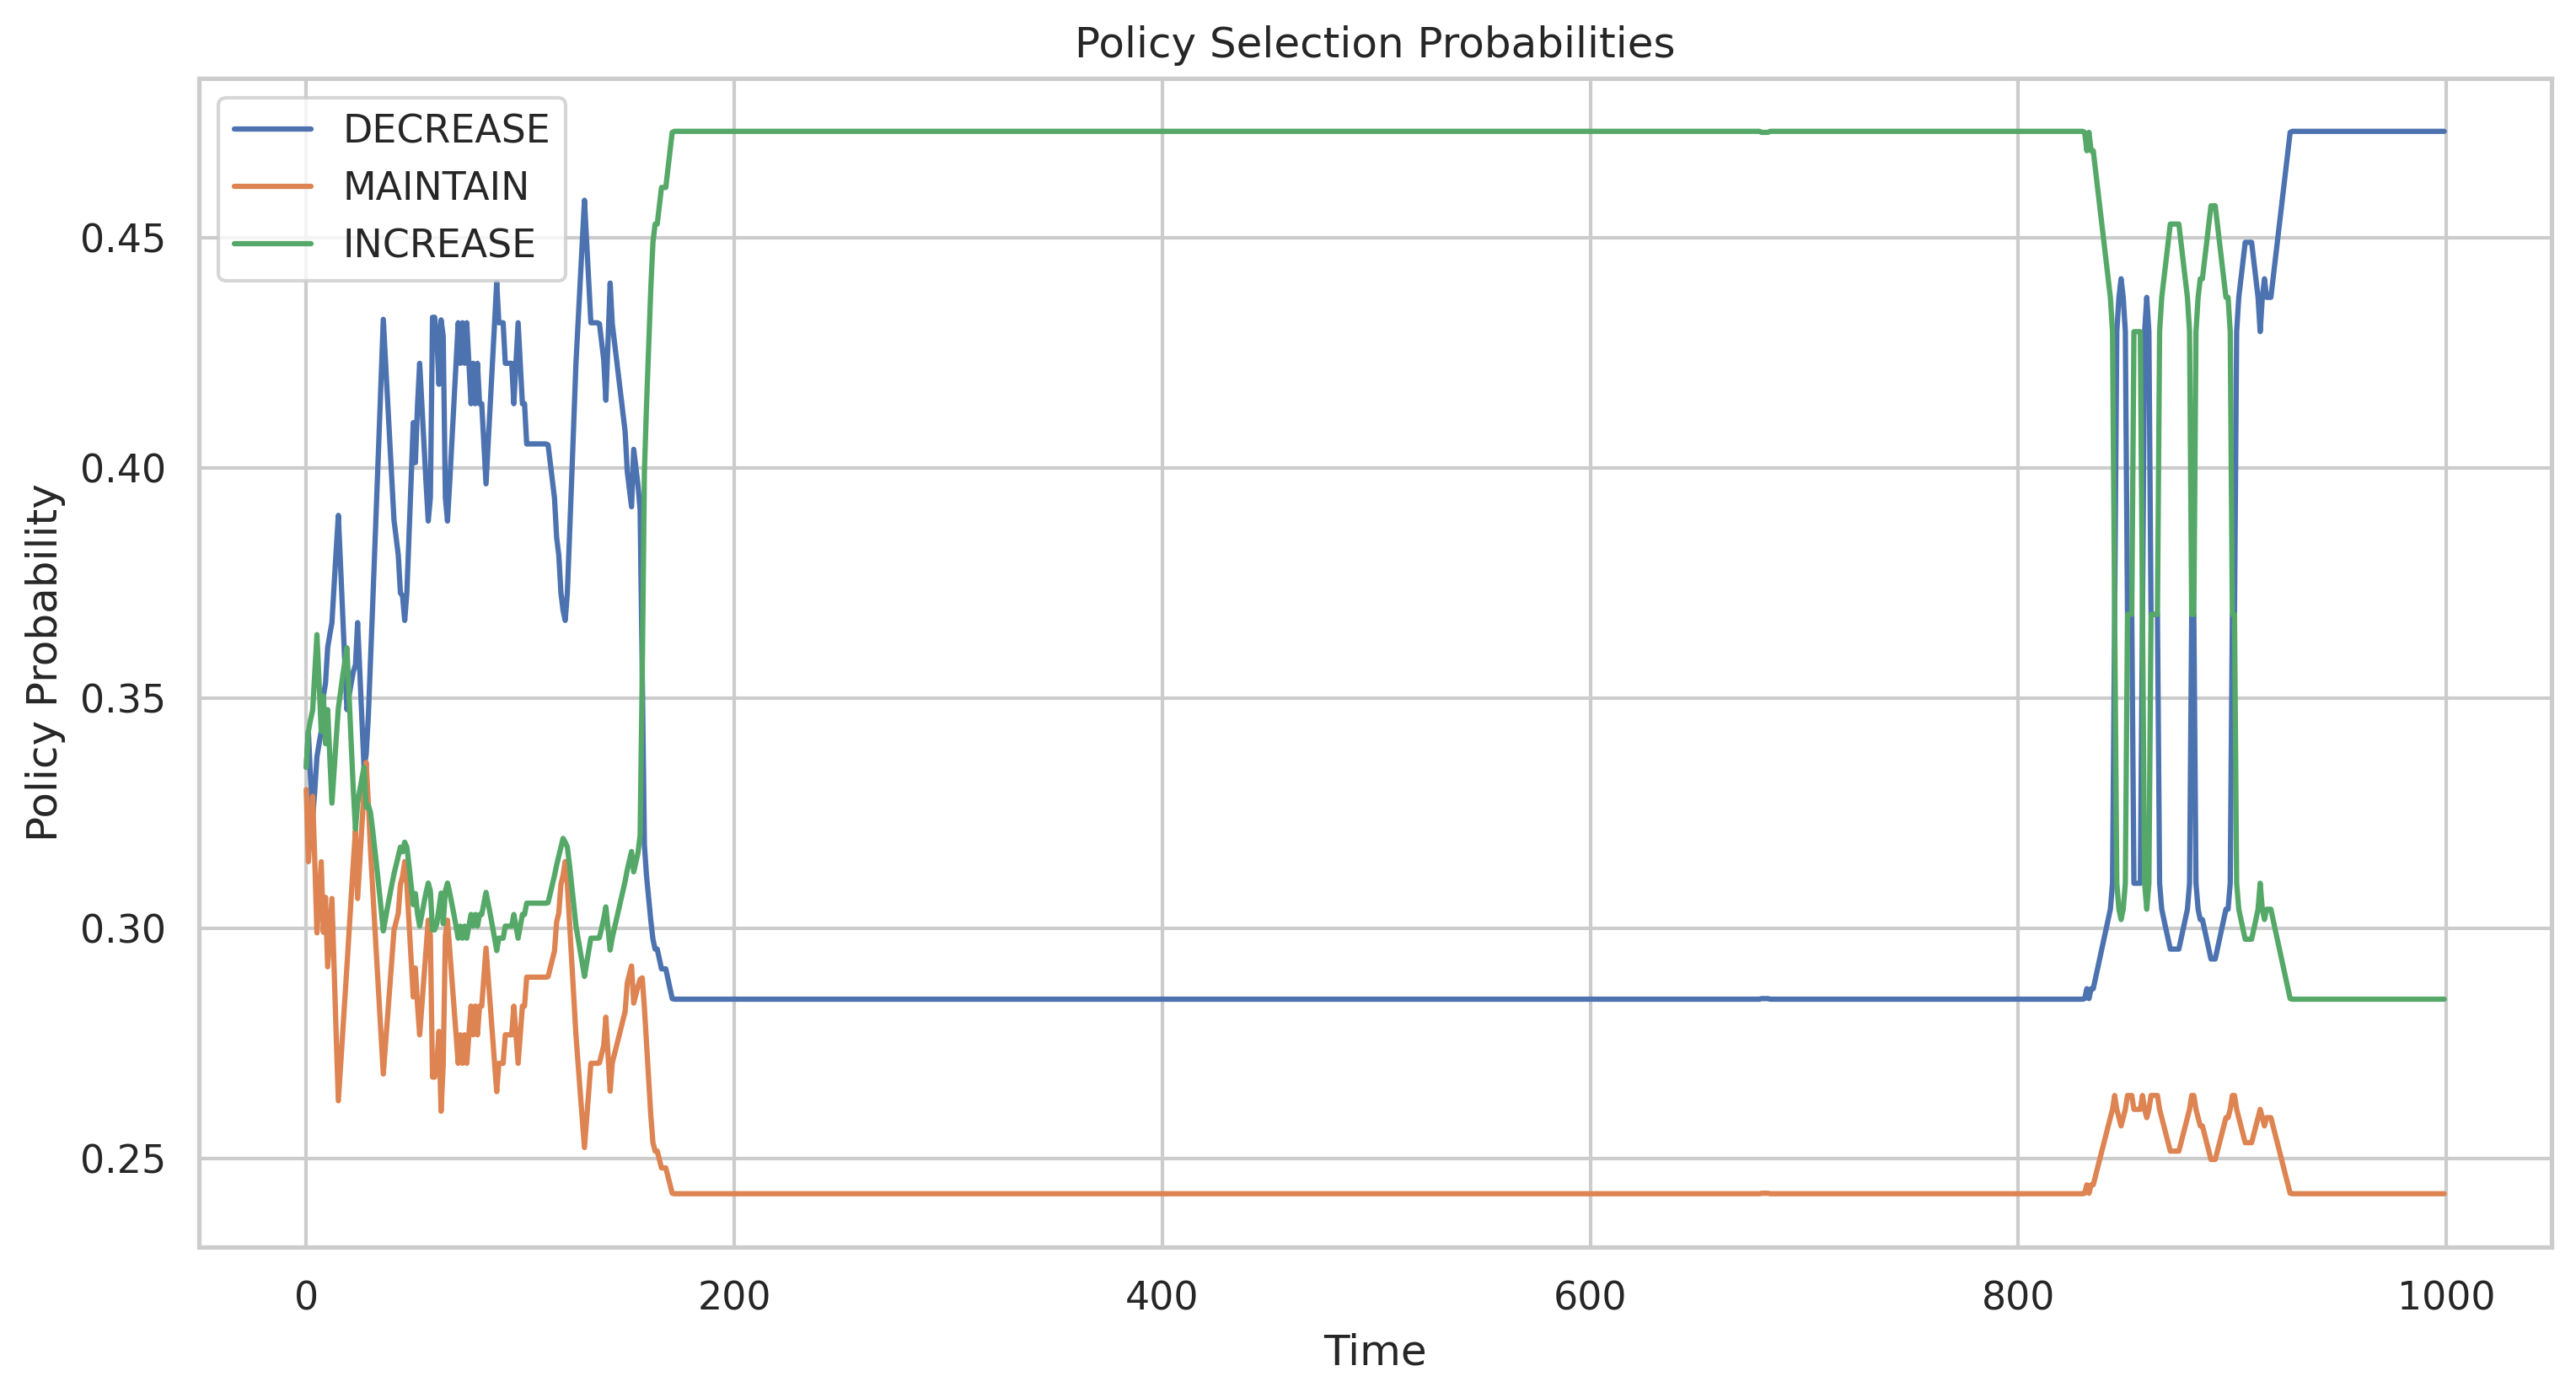 Policy Selection Probabilities
DECREASE
MAINTAIN
INCREASE
Policy Probability
0.45
0.40
0.35
0.30
0.25
0 200 400 600 800 1000
Time